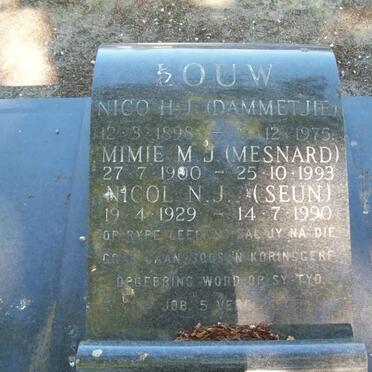 LOUW
NICO H.J. (DAMMETJIE)
12·3·1898 – ·12·1975
MIMIE M.J. (MESNARD)
27·7·1900 – 25·10·1993
NICOL N.J. (SEUN)
19·4·1929 – 14·7·1990
OP RYPE SAL JY NA DIE
GAAN SOOS 'N KORINGGERF
OPGEBRING WORD OP SY TYD
JOB 5